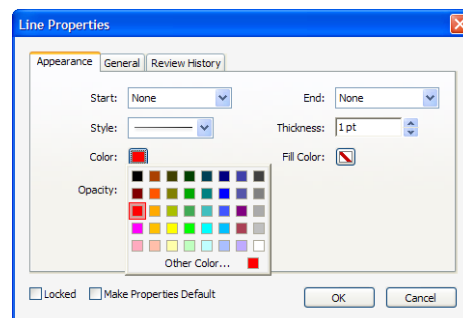 Line Properties
Appearance General Review History
Start: None End: None
Style: Thickness: 1 pt
Color: Fill Color:
Opacity:
Other Color...
Locked Make Properties Default OK Cancel